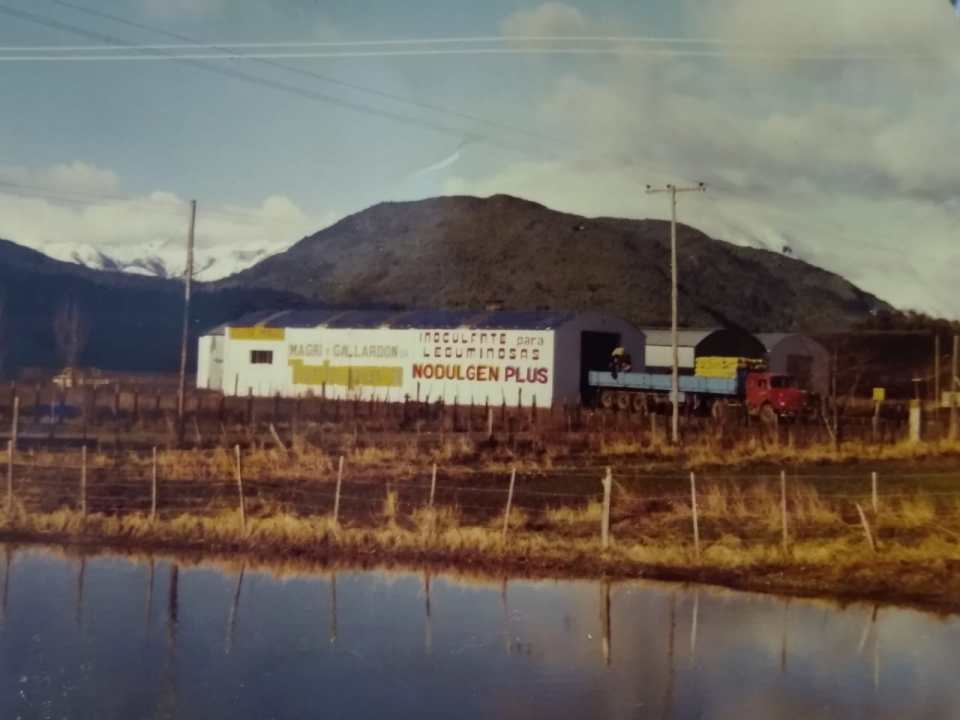 MAGRI Y GALLARDON
INOCULANTE para
LEGUMINOSAS
NODULGEN PLUS